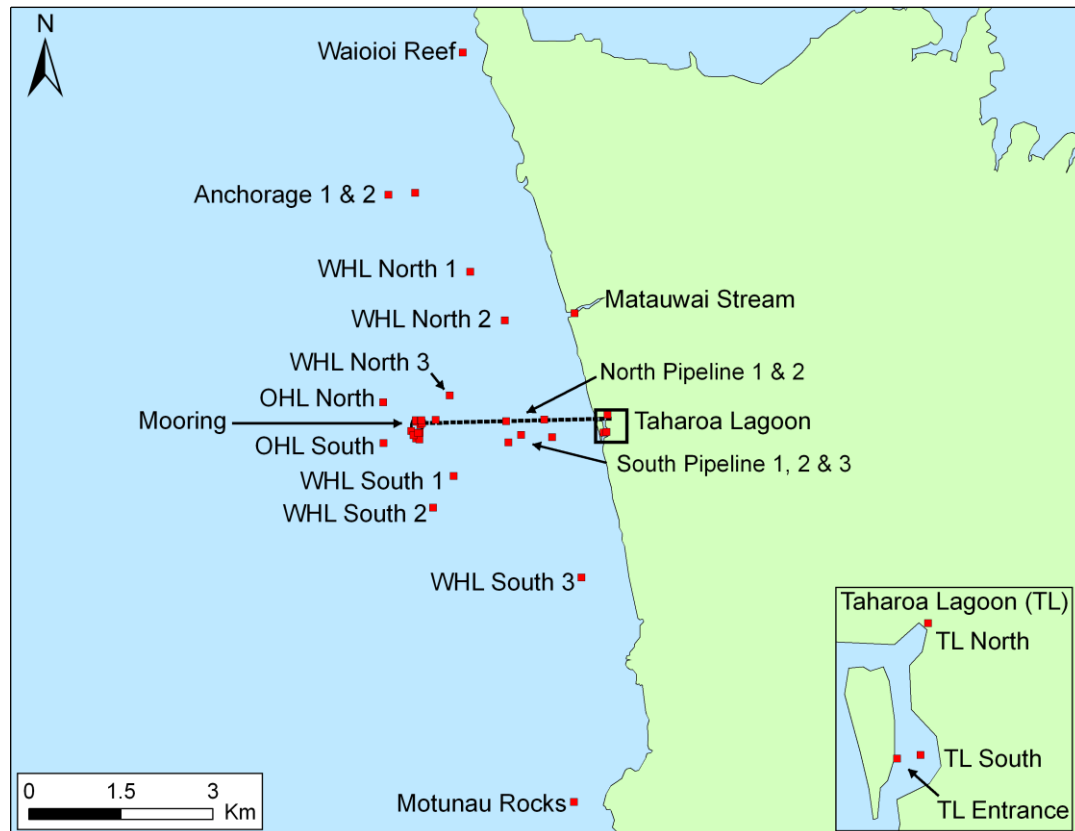 N
Waioioi Reef
Anchorage 1 & 2
WHL North 1
Matauwai Stream
WHL North 2
WHL North 3
North Pipeline 1 & 2
OHL North
Mooring
Taharoa Lagoon
OHL South
South Pipeline 1, 2 & 3
WHL South 1
WHL South 2
WHL South 3
Taharoa Lagoon (TL)
TL North
TL South
TL Entrance
0 1.5 3
Km
Motunau Rocks